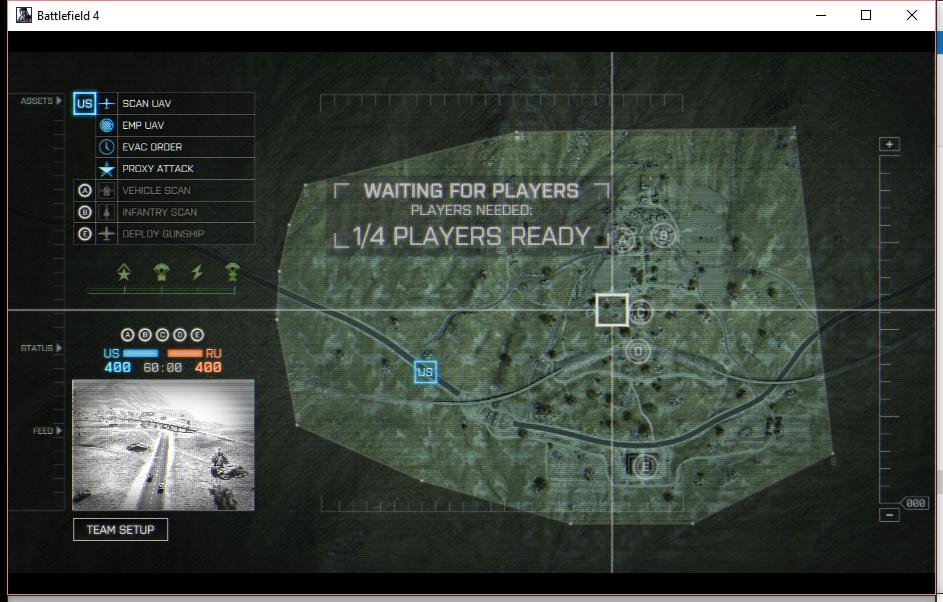 Battlefield 4
ASSETS
US
SCAN UAV
EMP UAV
EVAC ORDER
PROXY ATTACK
A VEHICLE SCAN
B INFANTRY SCAN
E DEPLOY GUNSHIP
WAITING FOR PLAYERS
PLAYERS NEEDED:
1/4 PLAYERS READY
A B
C
D
US
E
STATUS
A B C D E
US RU
400 60:00 400
FEED
TEAM SETUP
+
000
-